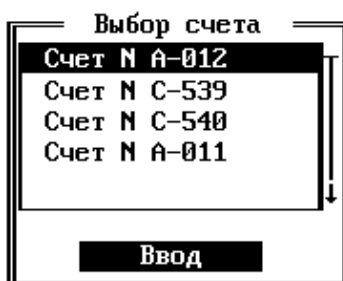 Выбор счета
Счет N А-012
Счет N С-539
Счет N С-540
Счет N А-011
Ввод